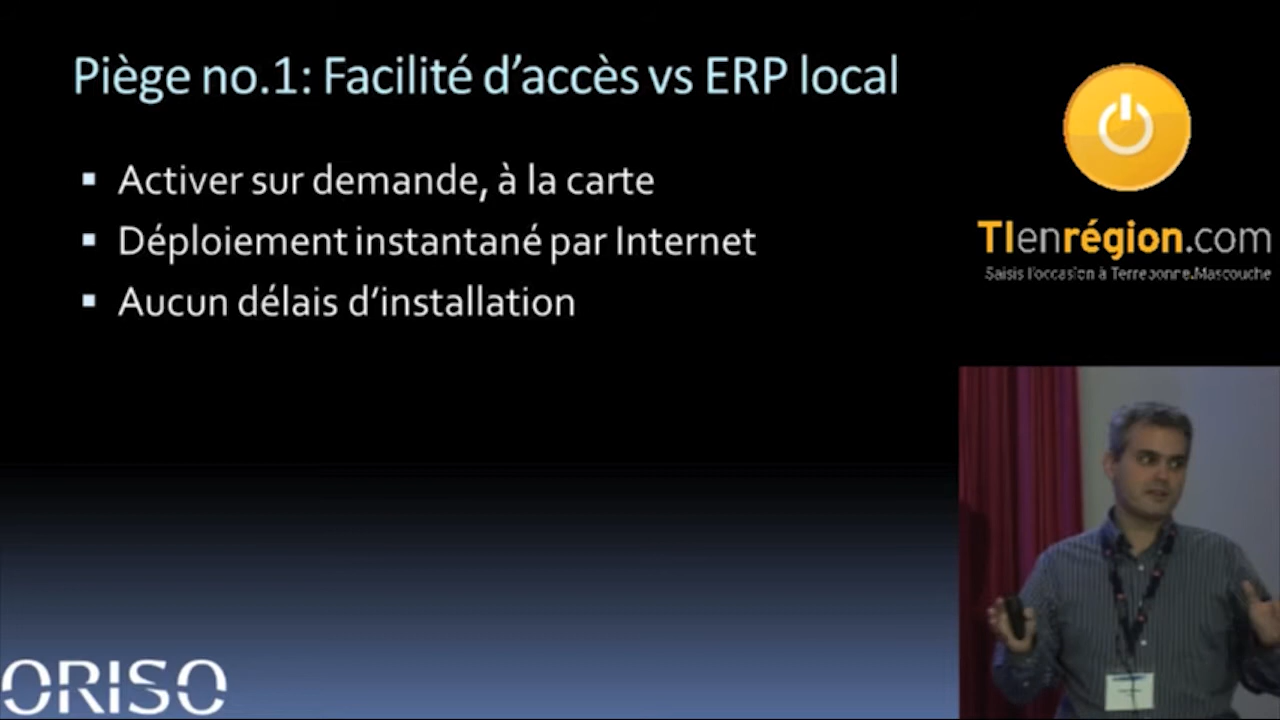 Piège no.1: Facilité d'accès vs ERP local
Activer sur demande, à la carte
Déploiement instantané par Internet
Aucun délais d'installation
TIenrégion.com
Saisis l'occasion à Terrebonne.Mascouche
ORISO